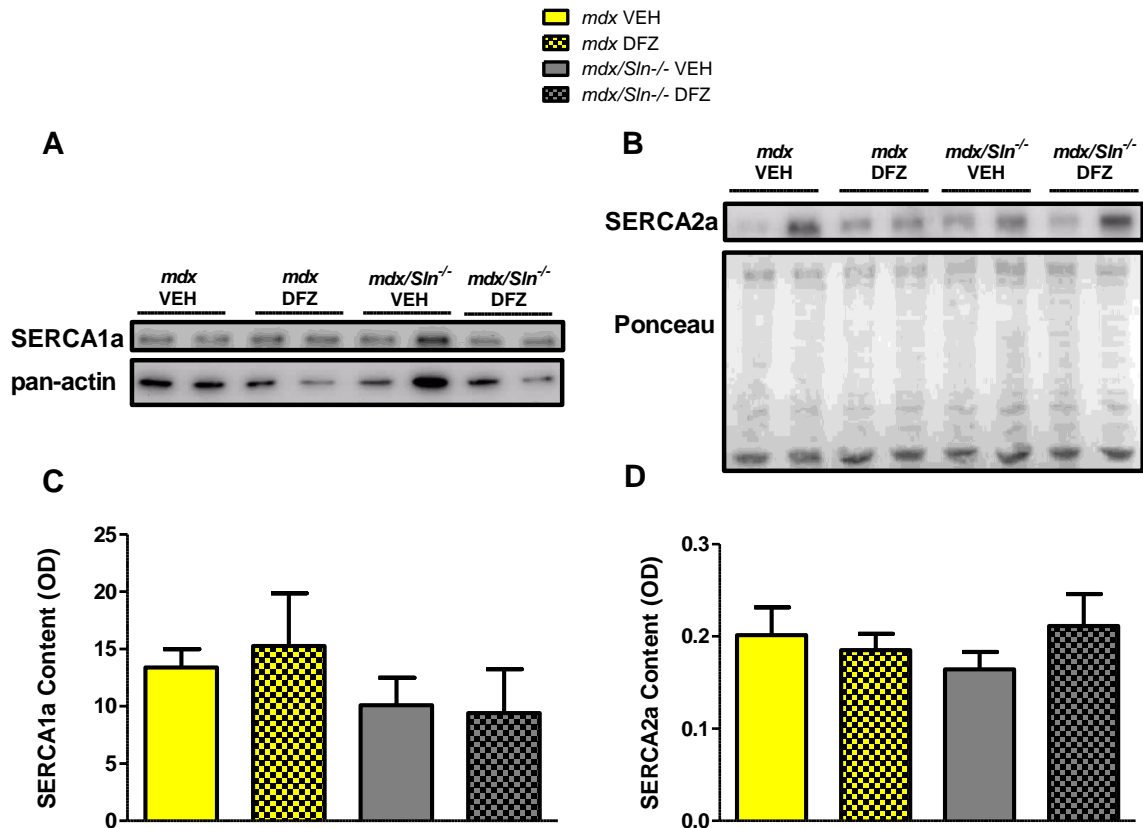 mdx VEH
mdx DFZ
mdx/Sln-/- VEH
mdx/Sln-/- DFZ
A
mdx mdx mdx/Sln-/- mdx/Sln-/-
VEH DFZ VEH DFZ
SERCA1a
pan-actin
B
mdx mdx mdx/Sln-/- mdx/Sln-/-
VEH DFZ VEH DFZ
SERCA2a
Ponceau
C
SERCA1a Content (OD)
25
20
15
10
5
0
D
SERCA2a Content (OD)
0.3
0.2
0.1
0.0